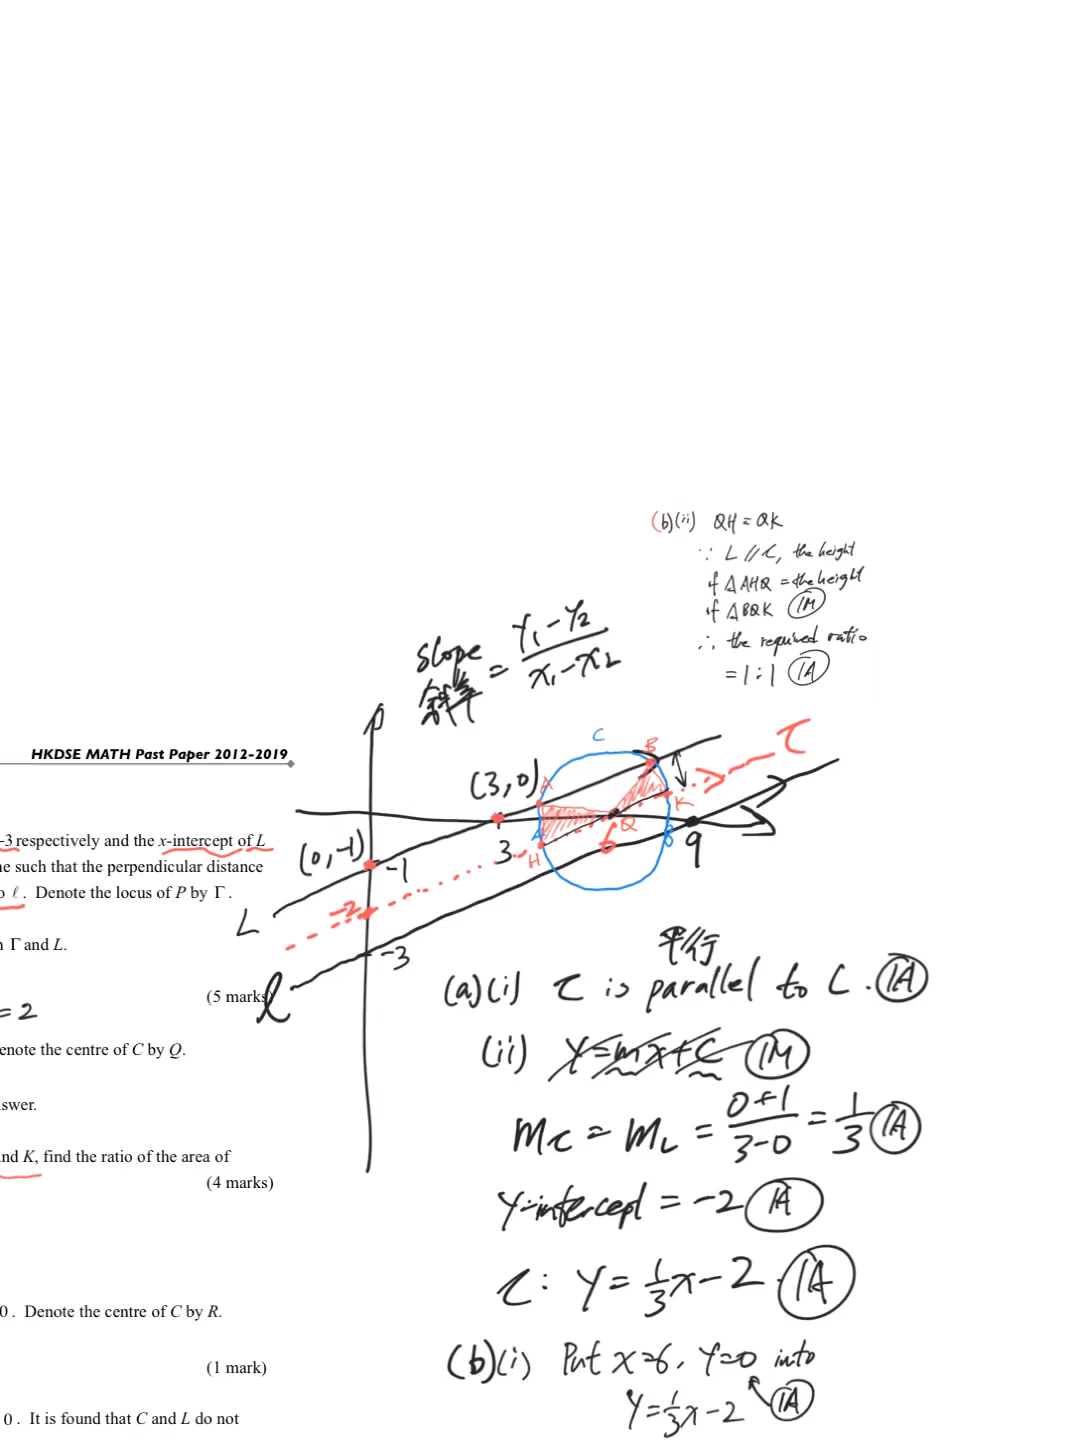 (b)(ii) QH = QK
∵ L // τ, the height
of △AHQ = the height
of △BQK 1M
∴ the required ratio
= 1 : 1 1A
slope
斜率 = y₁ - y₂ / x₁ - x₂
HKDSE MATH Past Paper 2012-2019
C
B
τ
(3, 0)
A
K
-3 respectively and the x-intercept of L
Q
A
B
(0, -1)
3
H
6
9
ne such that the perpendicular distance
-1
o ℓ. Denote the locus of P by Γ.
L
-2
n Γ and L.
-3
平行
(5 marks)
ℓ
(a)(i) τ is parallel to L. 1A
= 2
enote the centre of C by Q.
(ii) y = mx + c 1M
swer.
mτ = mL = 0+1 / 3-0 = 1/3 1A
and K, find the ratio of the area of
(4 marks)
y-intercept = -2 1A
τ : y = 1/3 x - 2 1A
0. Denote the centre of C by R.
(b)(i) Put x=6, y=0 into
(1 mark)
y = 1/3 x - 2 1A
0. It is found that C and L do not